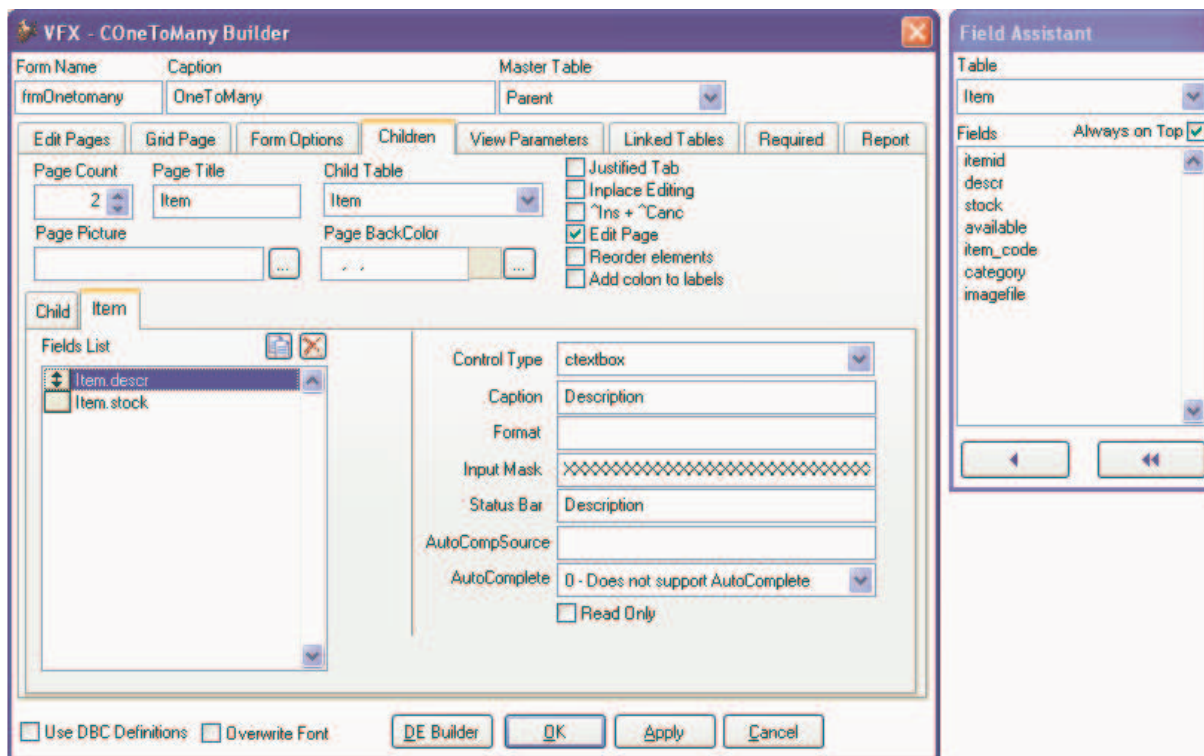 VFX - COneToMany Builder
Form Name Caption Master Table
frmOnetomany OneToMany Parent
Edit Pages Grid Page Form Options Children View Parameters Linked Tables Required Report
Page Count Page Title Child Table Justified Tab
2 Item Item Inplace Editing
^Ins + ^Canc
Page Picture Page BackColor Edit Page
... , , ... Reorder elements
Add colon to labels
Child Item
Fields List
Item.descr
Item.stock
Control Type ctextbox
Caption Description
Format
Input Mask
Status Bar Description
AutoCompSource
AutoComplete 0 - Does not support AutoComplete
Read Only
Use DBC Definitions Overwrite Font DE Builder OK Apply Cancel
Field Assistant
Table
Item
Fields Always on Top
itemid
descr
stock
available
item_code
category
imagefile